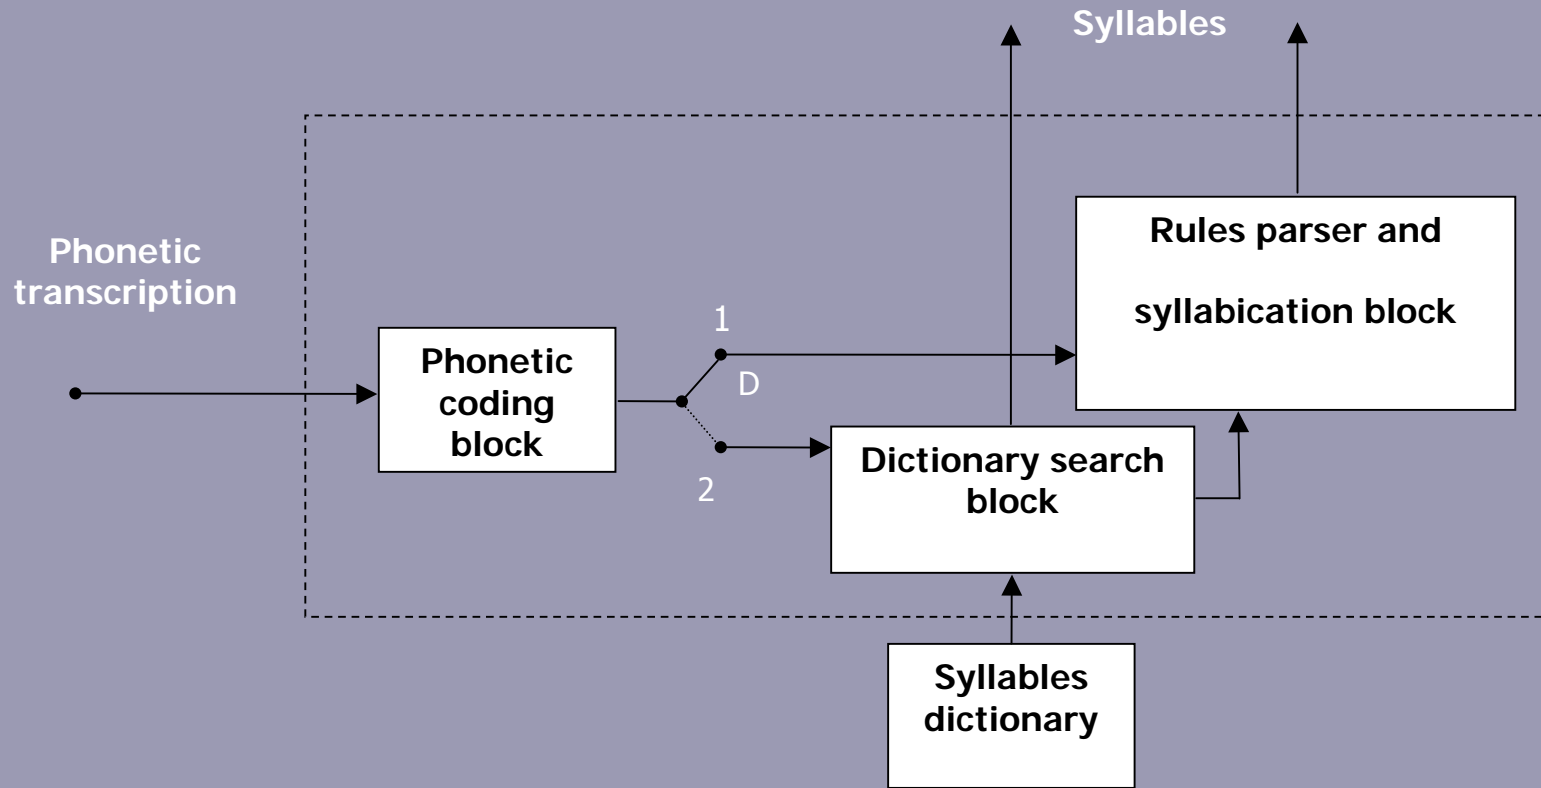 Syllables
Phonetic
transcription
Rules parser and
syllabication block
1
D
2
Phonetic
coding
block
Dictionary search
block
Syllables
dictionary